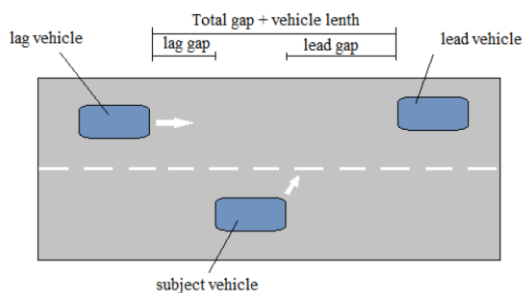 Total gap + vehicle lenth
lag vehicle
lead vehicle
lag gap
lead gap
subject vehicle